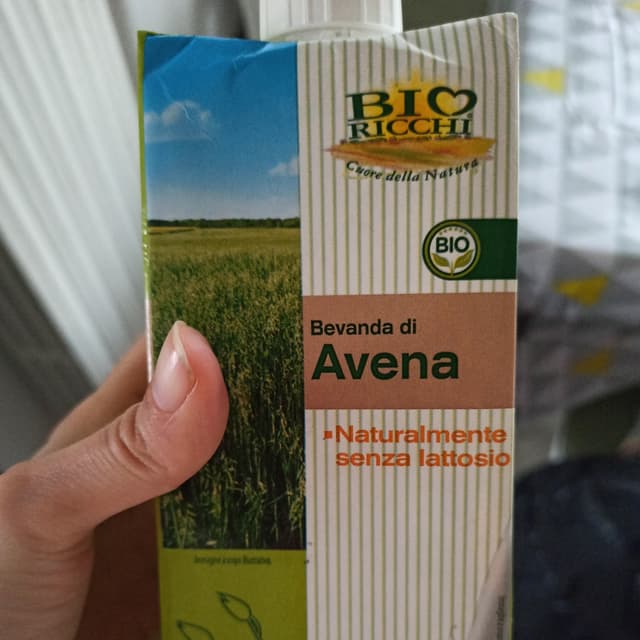 BIO
RICCHI
Cuore della Natura
BIO
Bevanda di
Avena
Naturalmente
senza lattosio